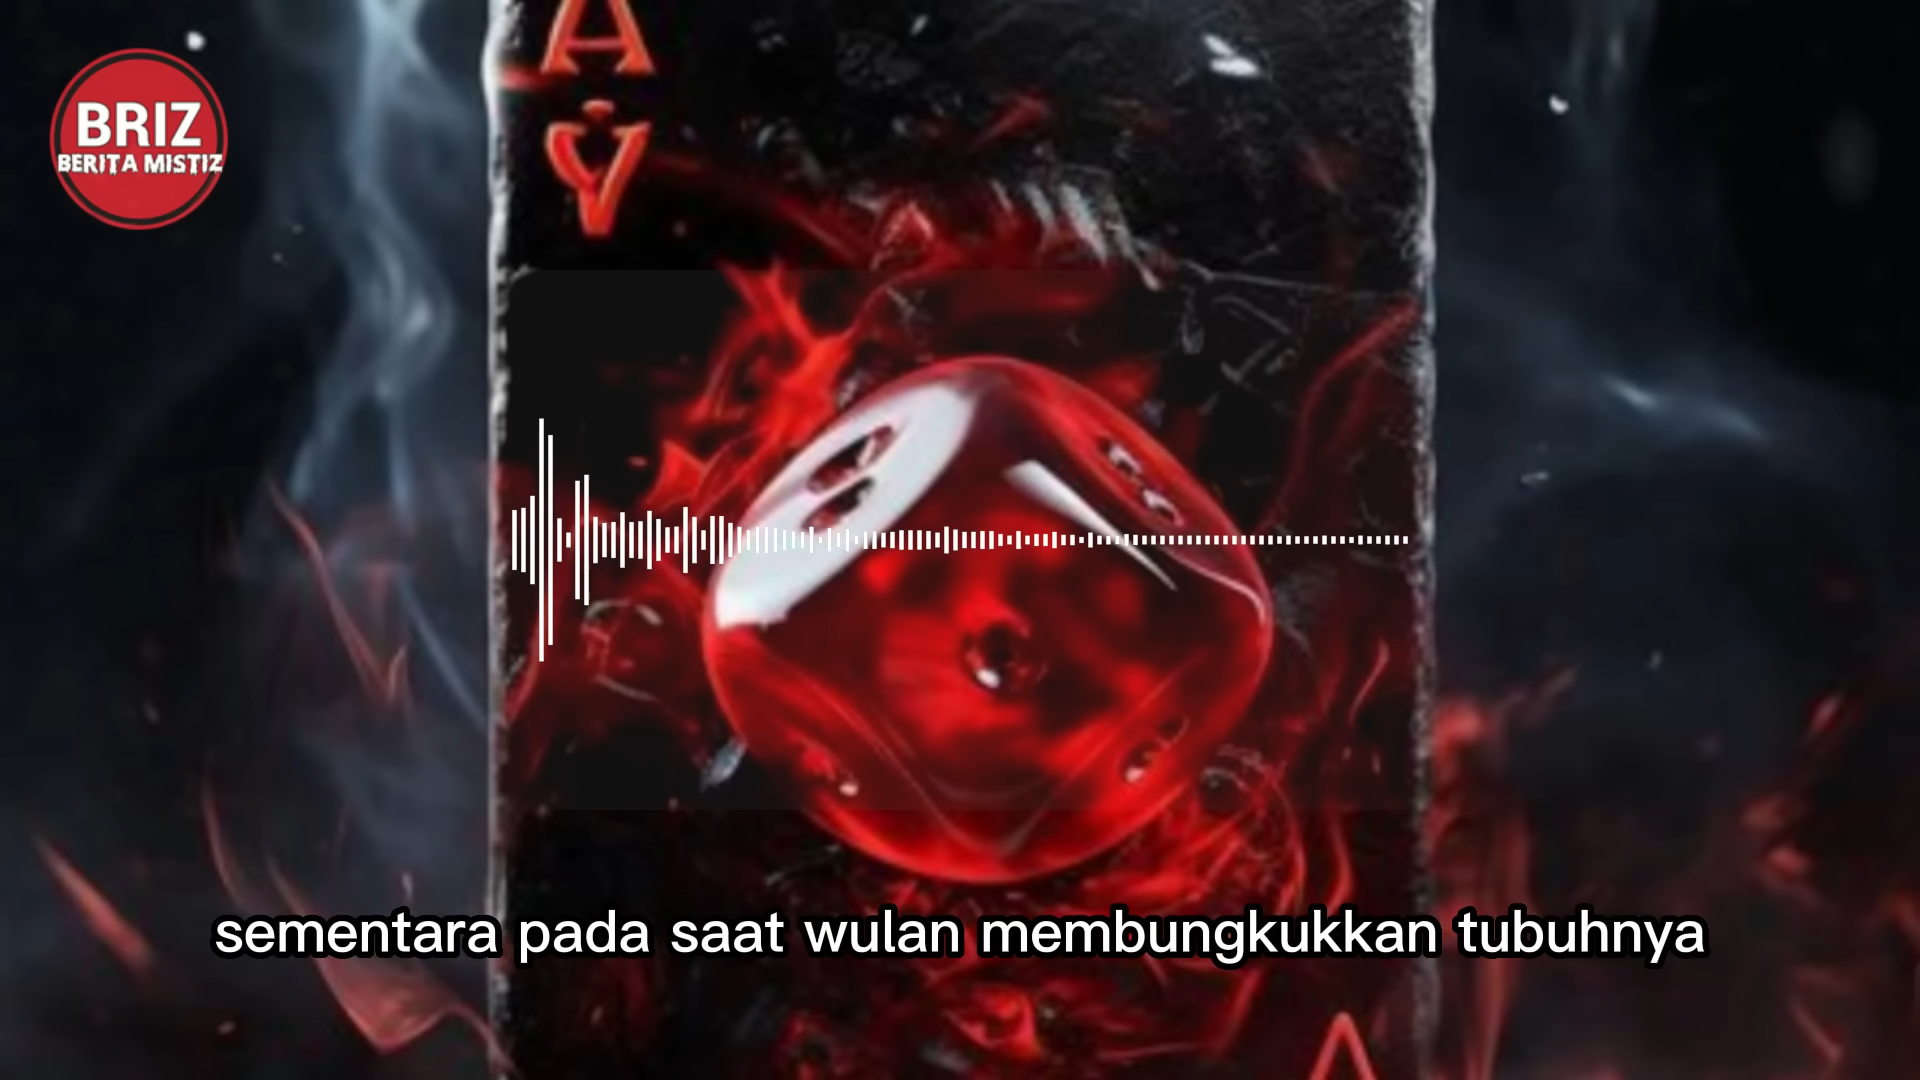 A
BRIZ
BERITA MISTIZ
sementara pada saat wulan membungkukkan tubuhnya
A